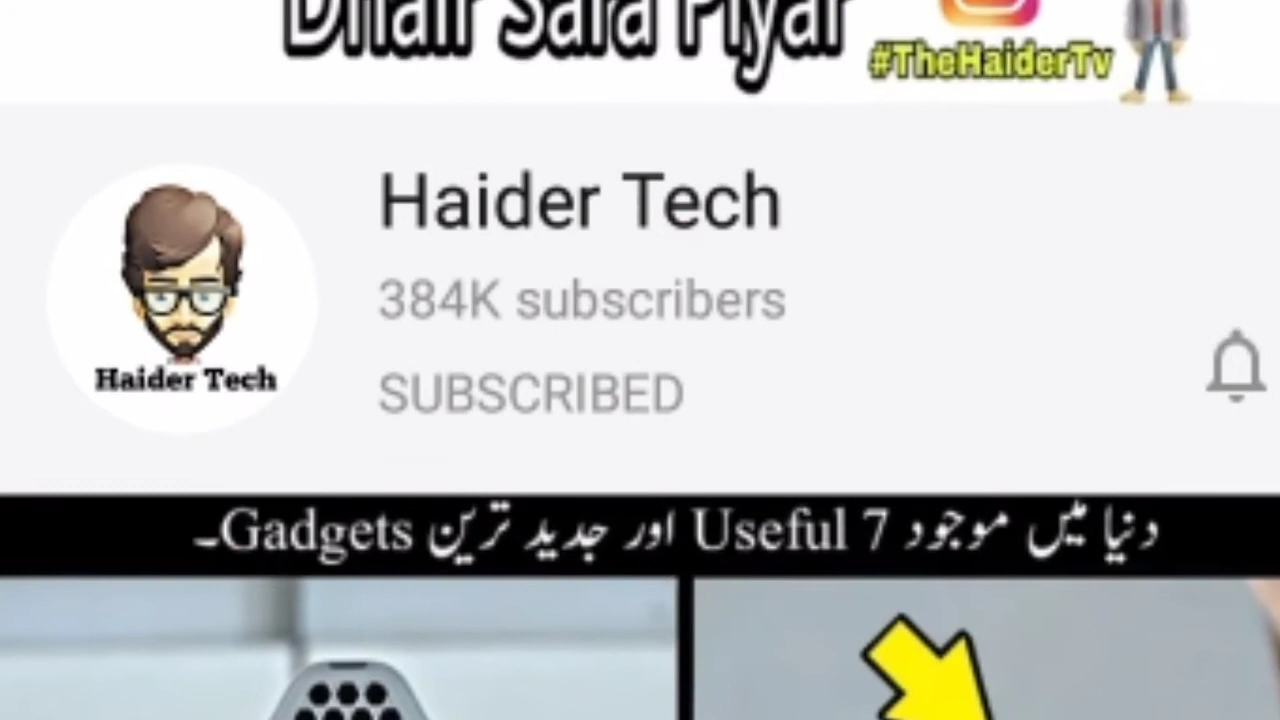 Dhair Sara Piyar
#TheHaiderTv
Haider Tech
384K subscribers
SUBSCRIBED
Haider Tech
دنیا میں موجود 7 Useful اور جدید ترین Gadgets۔